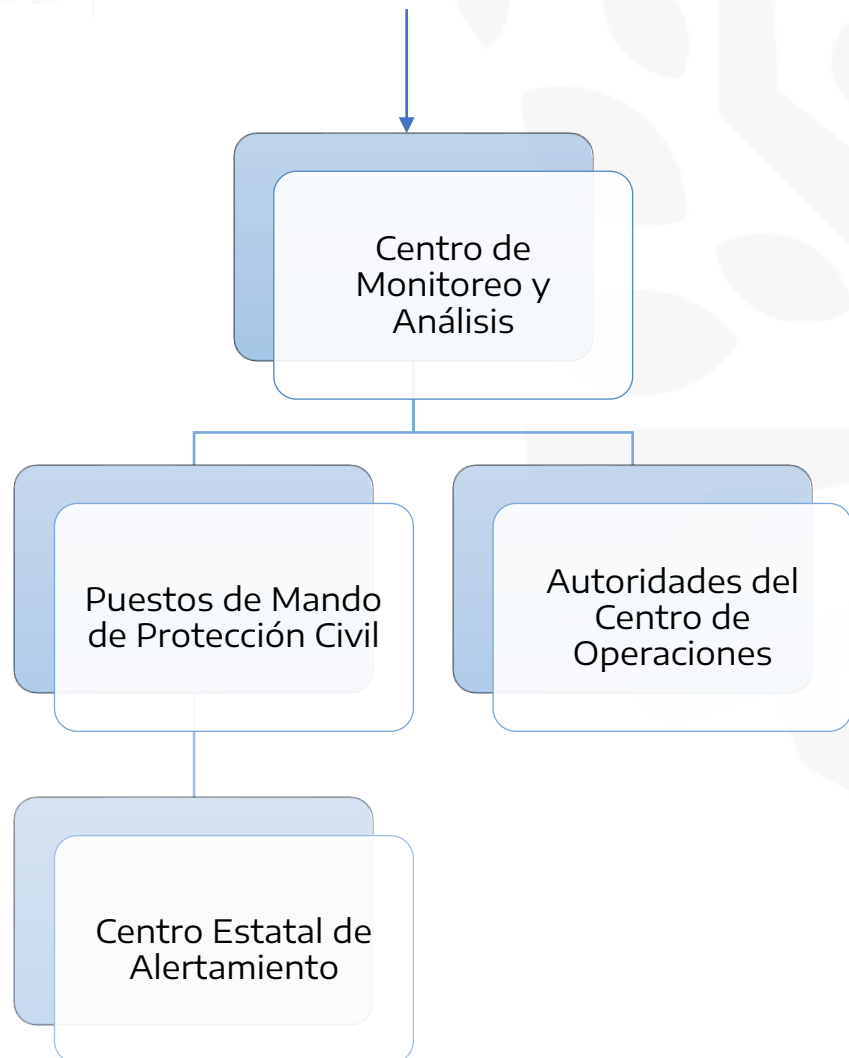 Centro de
Monitoreo y
Análisis
Puestos de Mando
de Protección Civil
Autoridades del
Centro de
Operaciones
Centro Estatal de
Alertamiento